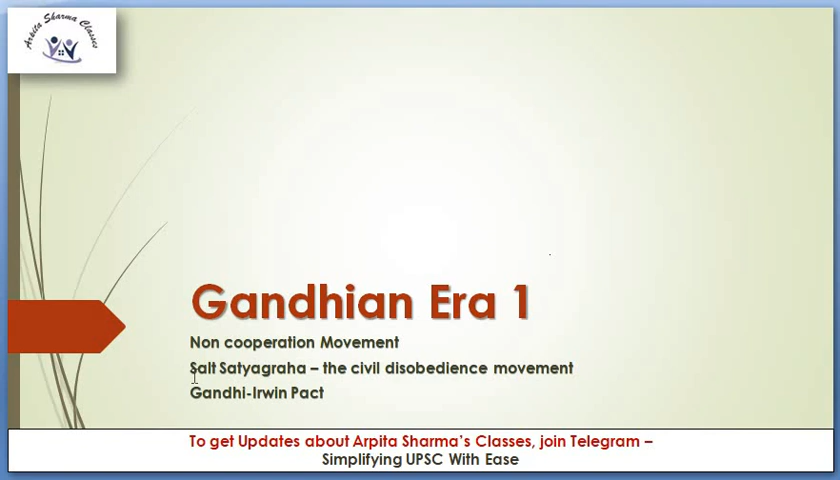 Arpita Sharma Classes
Gandhian Era 1
Non cooperation Movement
Salt Satyagraha – the civil disobedience movement
Gandhi-Irwin Pact
To get Updates about Arpita Sharma's Classes, join Telegram –
Simplifying UPSC With Ease